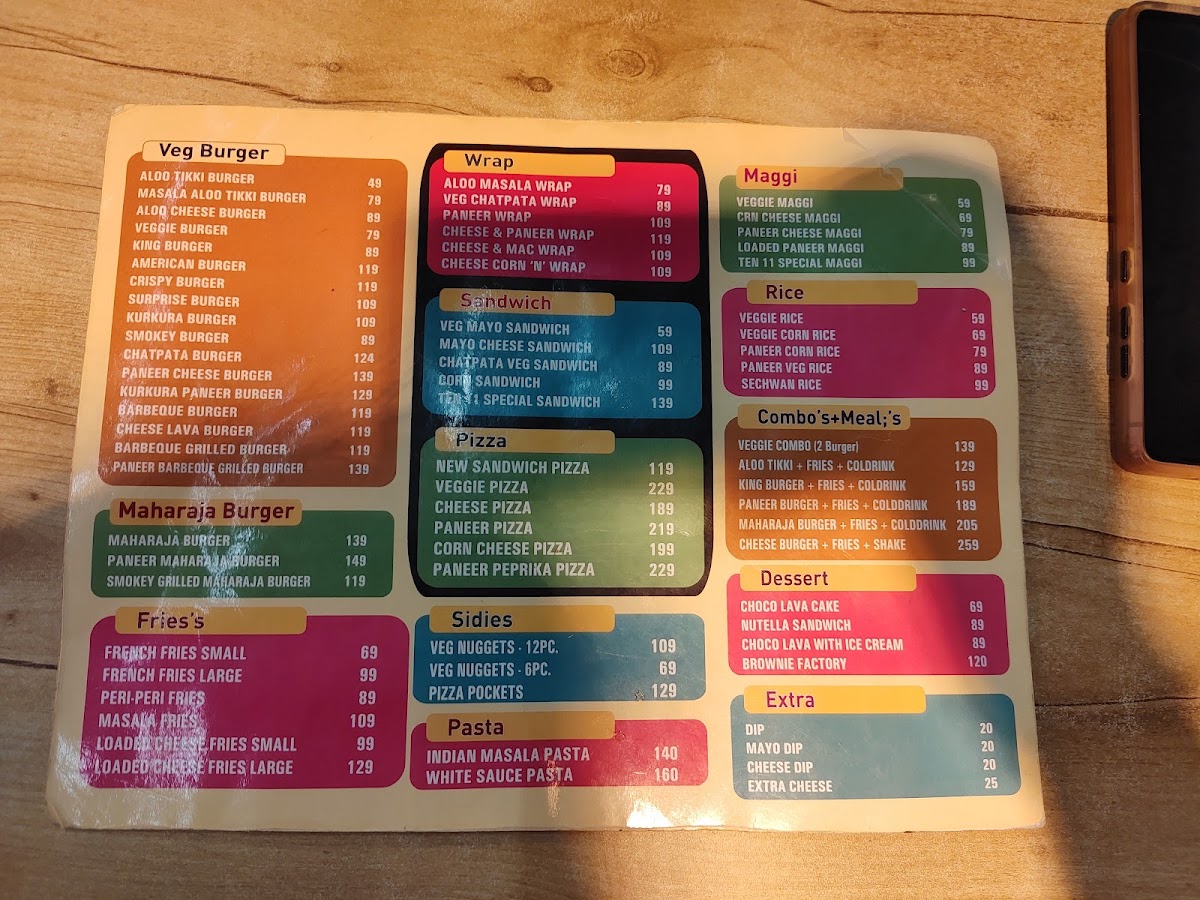 Veg Burger
ALOO TIKKI BURGER 49
MASALA ALOO TIKKI BURGER 79
ALOO CHEESE BURGER 89
VEGGIE BURGER 79
KING BURGER 89
AMERICAN BURGER 119
CRISPY BURGER 119
SURPRISE BURGER 109
KURKURA BURGER 109
SMOKEY BURGER 89
CHATPATA BURGER 124
PANEER CHEESE BURGER 139
KURKURA PANEER BURGER 129
BARBEQUE BURGER 119
CHEESE LAVA BURGER 119
BARBEQUE GRILLED BURGER 119
PANEER BARBEQUE GRILLED BURGER 139
Maharaja Burger
MAHARAJA BURGER 139
PANEER MAHARAJA BURGER 149
SMOKEY GRILLED MAHARAJA BURGER 119
Fries's
FRENCH FRIES SMALL 69
FRENCH FRIES LARGE 99
PERI-PERI FRIES 89
MASALA FRIES 109
LOADED CHEESE FRIES SMALL 99
LOADED CHEESE FRIES LARGE 129
Wrap
ALOO MASALA WRAP 79
VEG CHATPATA WRAP 89
PANEER WRAP 109
CHEESE & PANEER WRAP 119
CHEESE & MAC WRAP 109
CHEESE CORN 'N' WRAP 109
Sandwich
VEG MAYO SANDWICH 59
MAYO CHEESE SANDWICH 109
CHATPATA VEG SANDWICH 89
CORN SANDWICH 99
TEN 11 SPECIAL SANDWICH 139
Pizza
NEW SANDWICH PIZZA 119
VEGGIE PIZZA 229
CHEESE PIZZA 189
PANEER PIZZA 219
CORN CHEESE PIZZA 199
PANEER PEPRIKA PIZZA 229
Sidies
VEG NUGGETS - 12PC. 109
VEG NUGGETS - 6PC. 69
PIZZA POCKETS 129
Pasta
INDIAN MASALA PASTA 140
WHITE SAUCE PASTA 160
Maggi
VEGGIE MAGGI 59
CRN CHEESE MAGGI 69
PANEER CHEESE MAGGI 79
LOADED PANEER MAGGI 89
TEN 11 SPECIAL MAGGI 99
Rice
VEGGIE RICE 59
VEGGIE CORN RICE 69
PANEER CORN RICE 79
PANEER VEG RICE 89
SECHWAN RICE 99
Combo's+Meal;'s
VEGGIE COMBO (2 Burger) 139
ALOO TIKKI + FRIES + COLDRINK 129
KING BURGER + FRIES + COLDRINK 159
PANEER BURGER + FRIES + COLDDRINK 189
MAHARAJA BURGER + FRIES + COLDDRINK 205
CHEESE BURGER + FRIES + SHAKE 259
Dessert
CHOCO LAVA CAKE 69
NUTELLA SANDWICH 89
CHOCO LAVA WITH ICE CREAM 89
BROWNIE FACTORY 120
Extra
DIP 20
MAYO DIP 20
CHEESE DIP 20
EXTRA CHEESE 25